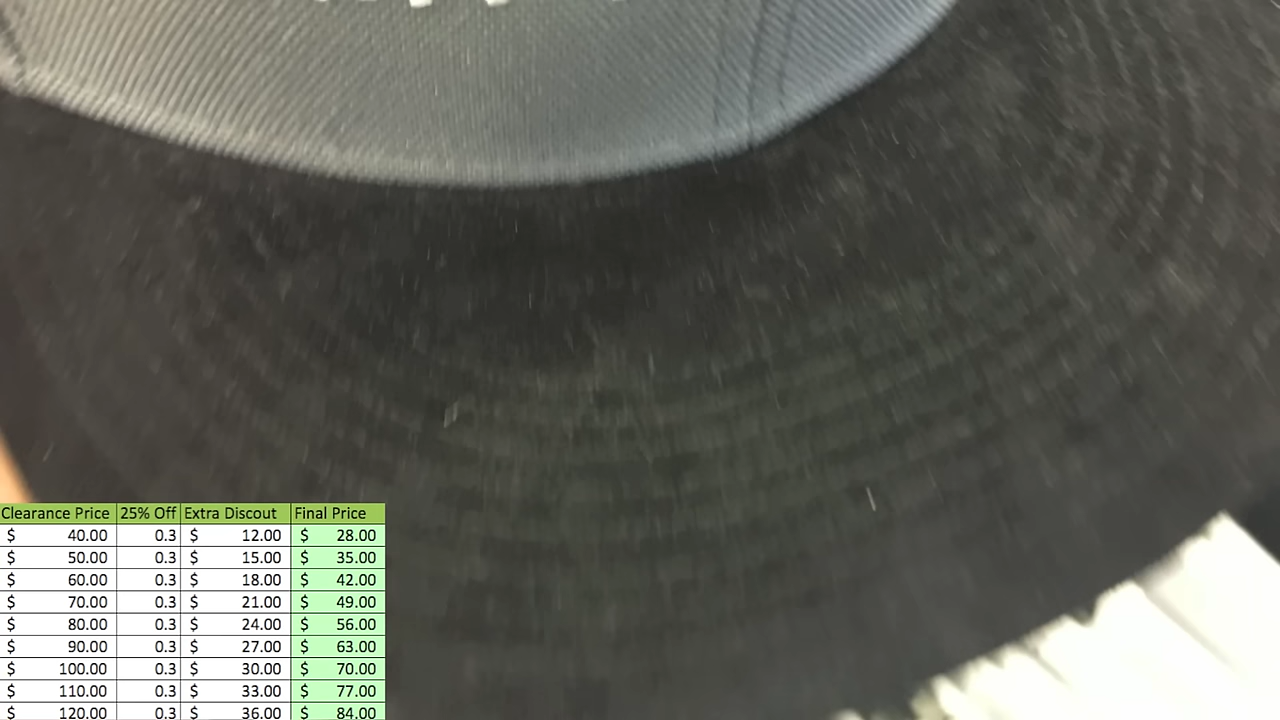 Clearance Price 25% Off Extra Discout Final Price
$ 40.00 0.3 $ 12.00 $ 28.00
$ 50.00 0.3 $ 15.00 $ 35.00
$ 60.00 0.3 $ 18.00 $ 42.00
$ 70.00 0.3 $ 21.00 $ 49.00
$ 80.00 0.3 $ 24.00 $ 56.00
$ 90.00 0.3 $ 27.00 $ 63.00
$ 100.00 0.3 $ 30.00 $ 70.00
$ 110.00 0.3 $ 33.00 $ 77.00
$ 120.00 0.3 $ 36.00 $ 84.00